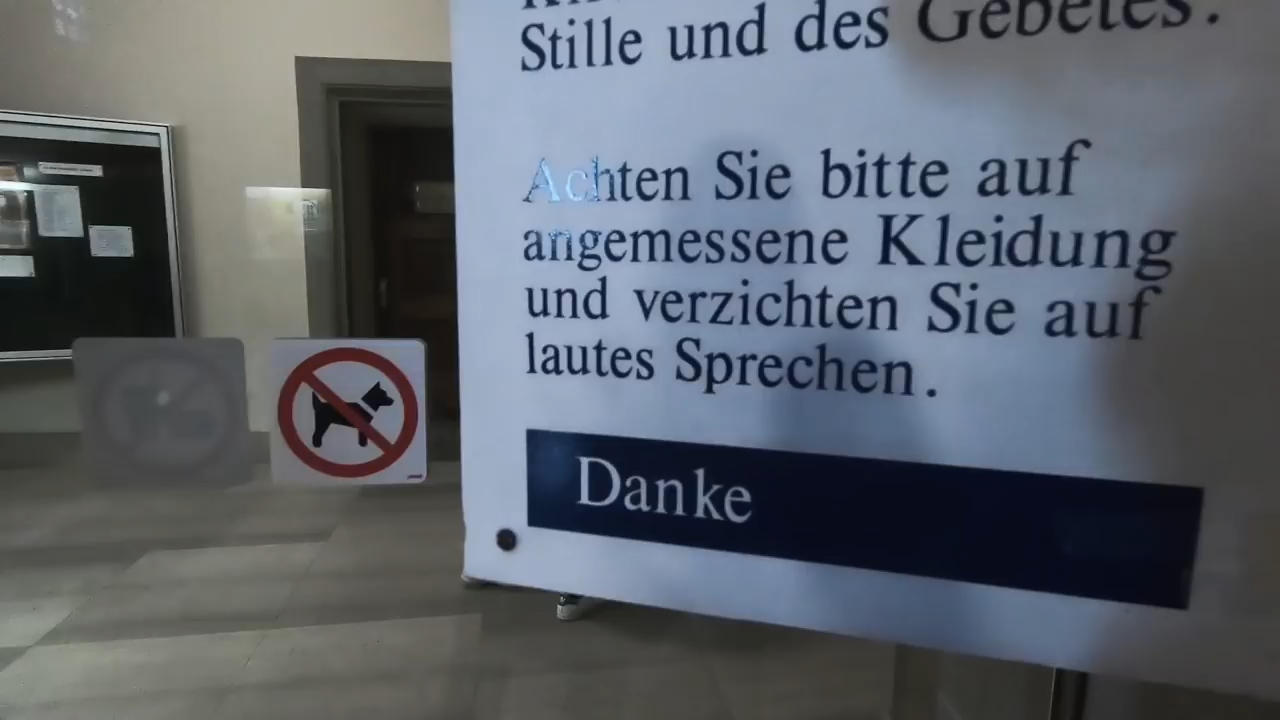 Stille und des Gebetes.
Achten Sie bitte auf
angemessene Kleidung
und verzichten Sie auf
lautes Sprechen.
Danke